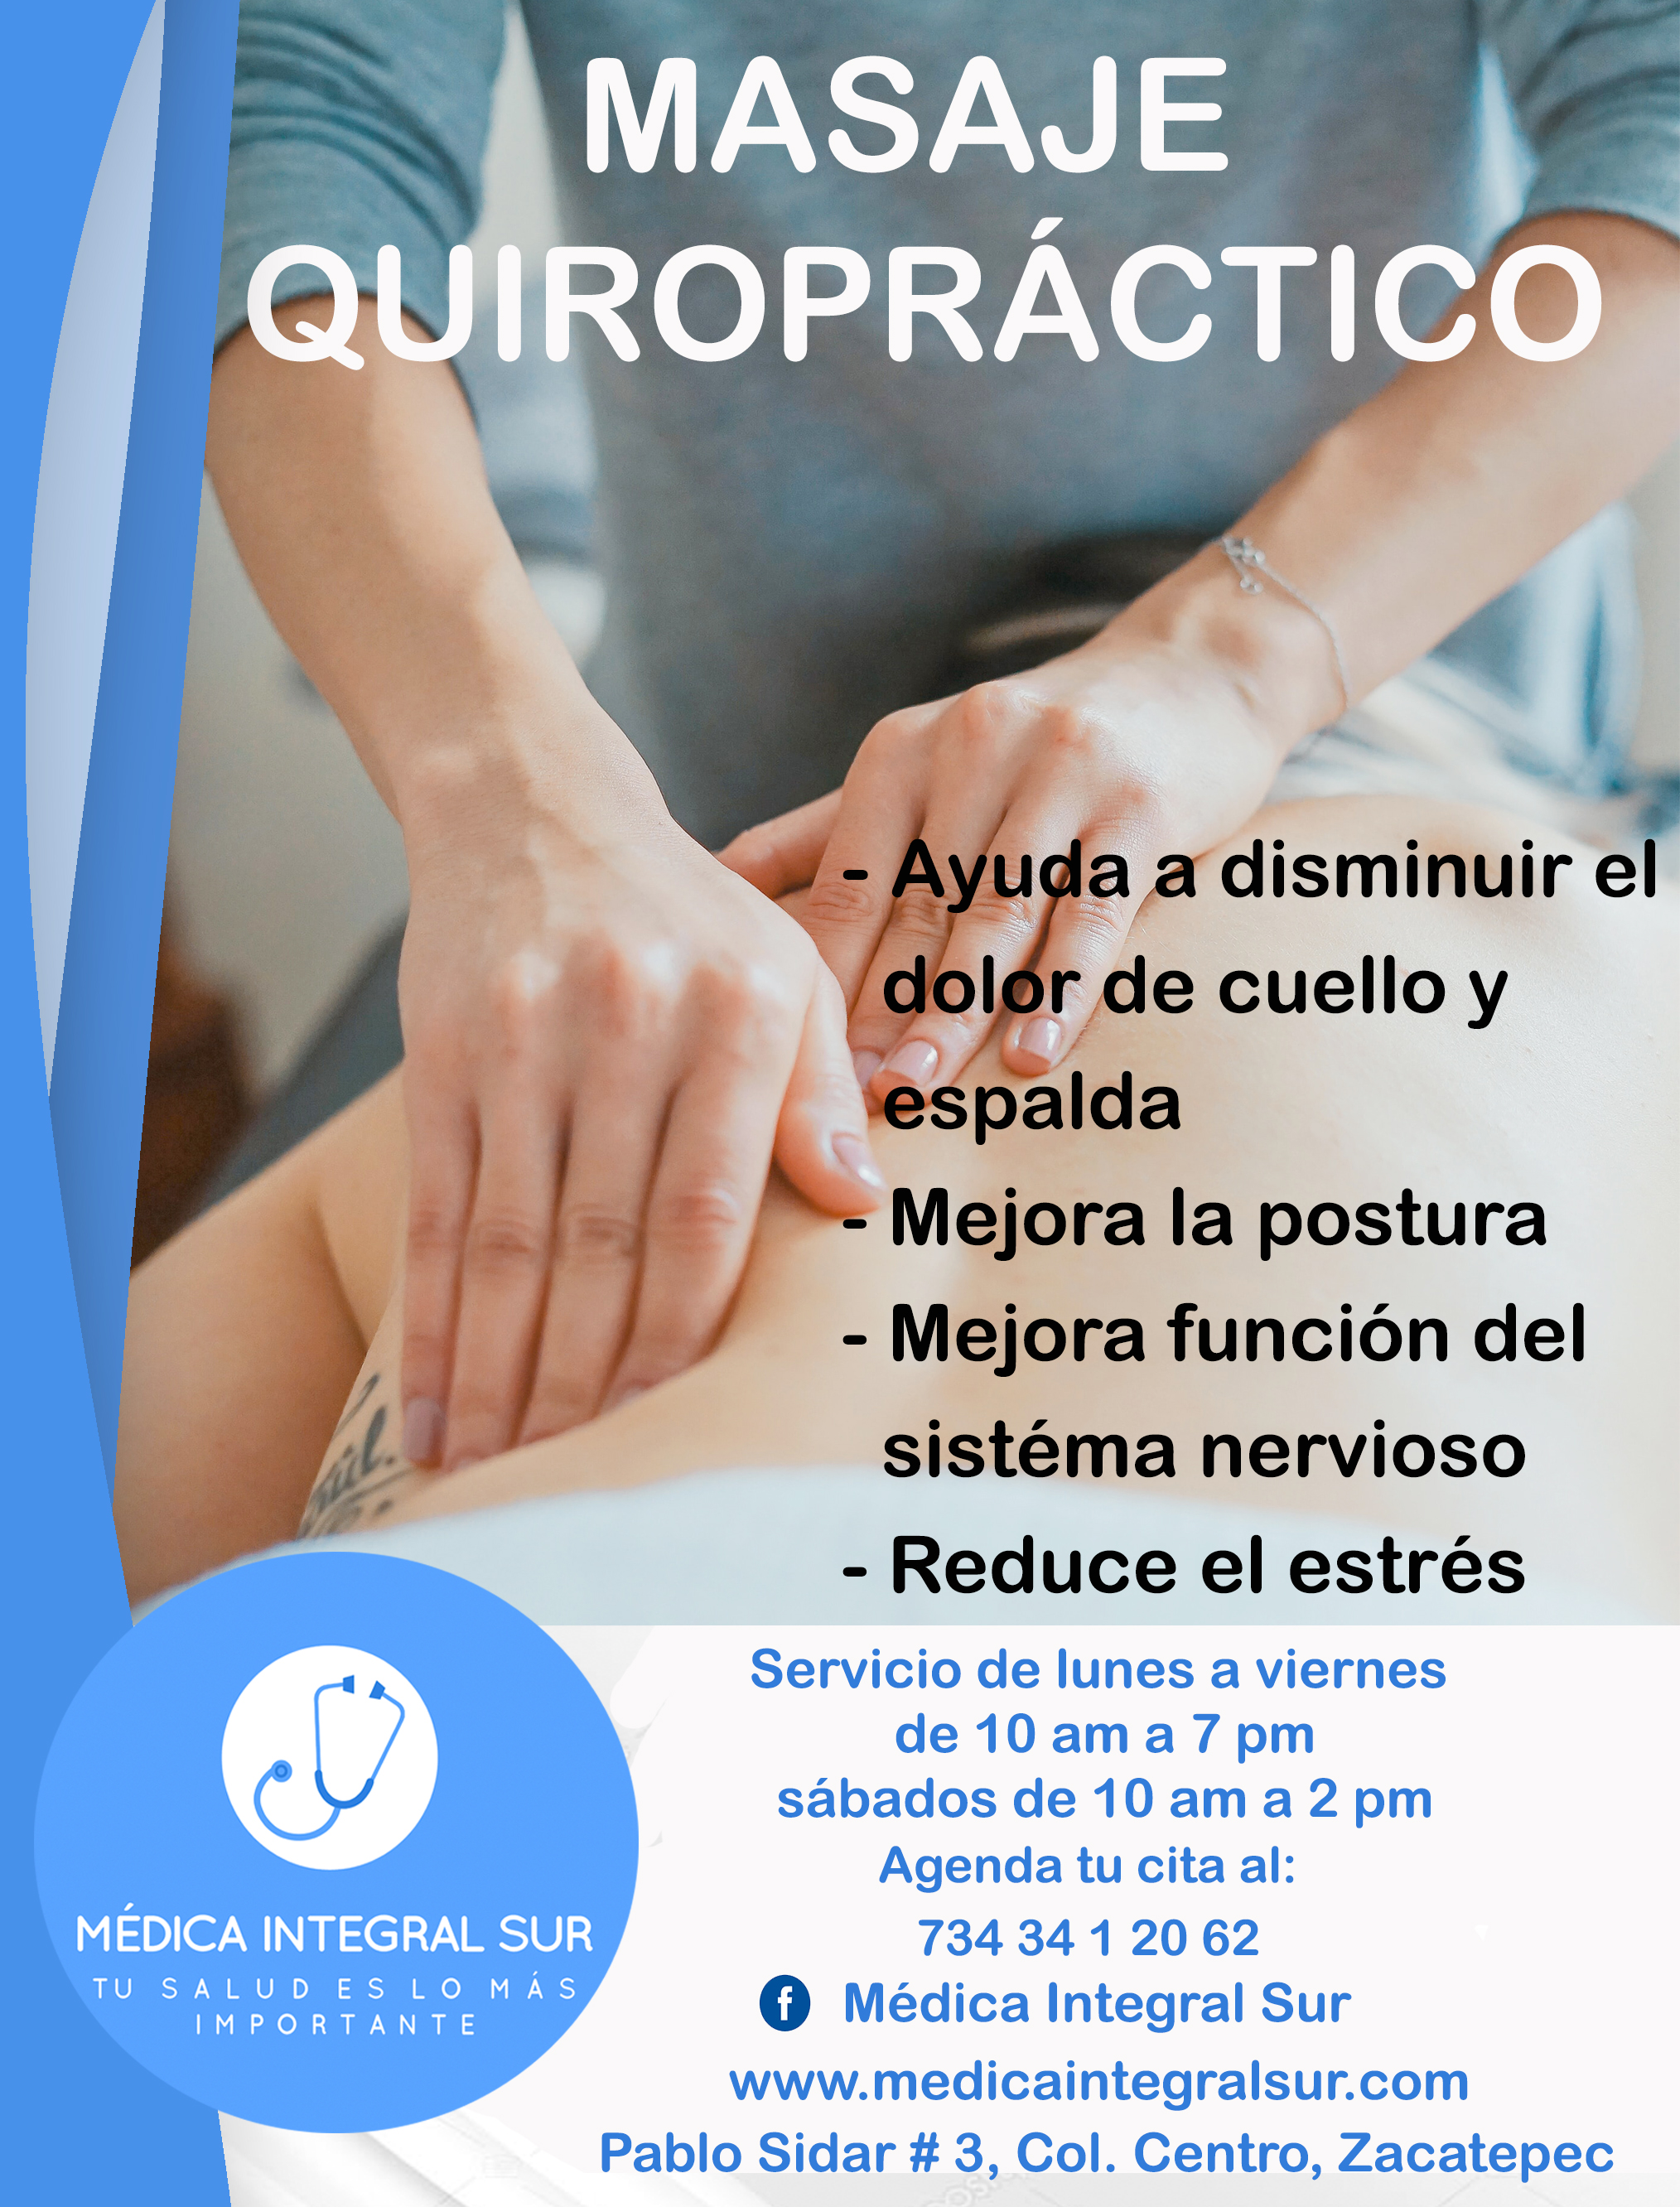 MASAJE
QUIROPRÁCTICO
- Ayuda a disminuir el
dolor de cuello y
espalda
- Mejora la postura
- Mejora función del
sistéma nervioso
- Reduce el estrés
Servicio de lunes a viernes
de 10 am a 7 pm
sábados de 10 am a 2 pm
Agenda tu cita al:
734 34 1 20 62
f Médica Integral Sur
www.medicaintegralsur.com
Pablo Sidar # 3, Col. Centro, Zacatepec
MÉDICA INTEGRAL SUR
TU SALUD ES LO MÁS
IMPORTANTE